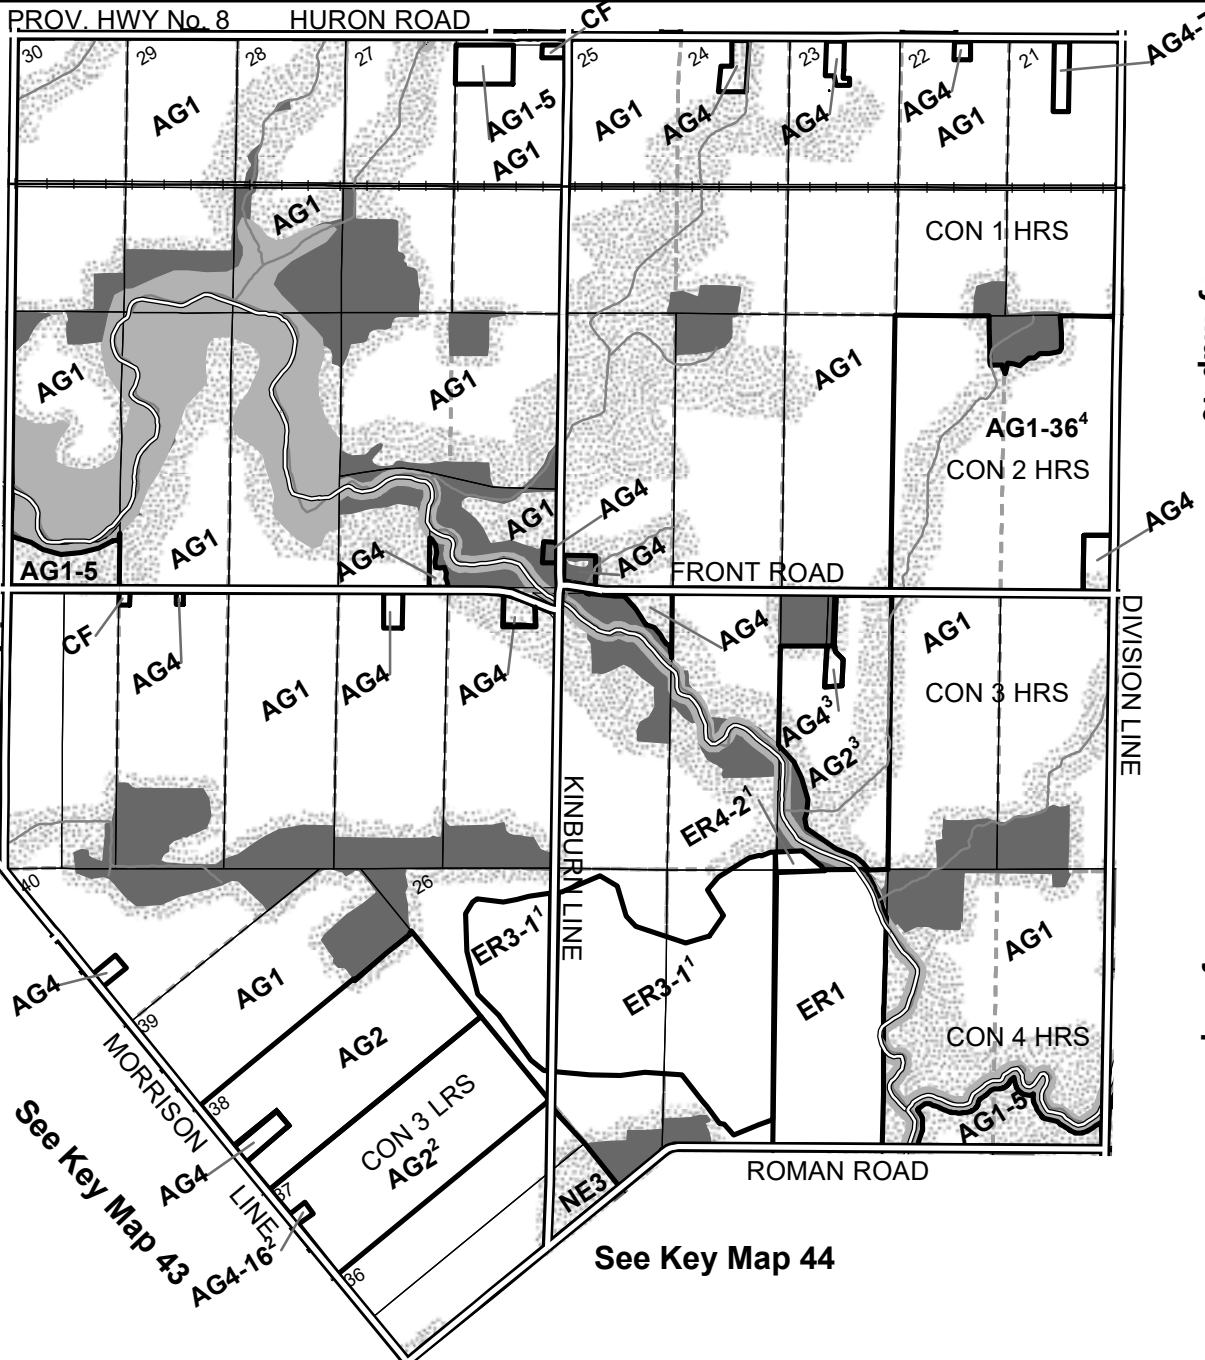 PROV. HWY No. 8 HURON ROAD
CF
AG4-7
30 29 28 27 25 24 23 22 21
AG1 AG1-5 AG1 AG4 AG4 AG4
AG1 AG1
AG1
CON 1 HRS
AG1 AG1 AG1
AG1-36⁴
CON 2 HRS
AG1 AG1 AG4 AG4
AG1-5 AG4 AG4
FRONT ROAD
CF AG4 AG1 AG4 AG4 AG4 AG1
DIVISION LINE
CON 3 HRS
AG4³
AG2³
KINBURN LINE
ER4-2¹
40 26
ER3-1¹ AG1
AG4 AG1 ER3-1¹ ER1
39
MORRISON LINE
AG2
CON 4 HRS
38
CON 3 LRS
AG2²
AG1-5
AG4
37
NE3
ROMAN ROAD
AG4-16²
36
See Key Map 43
See Key Map 44